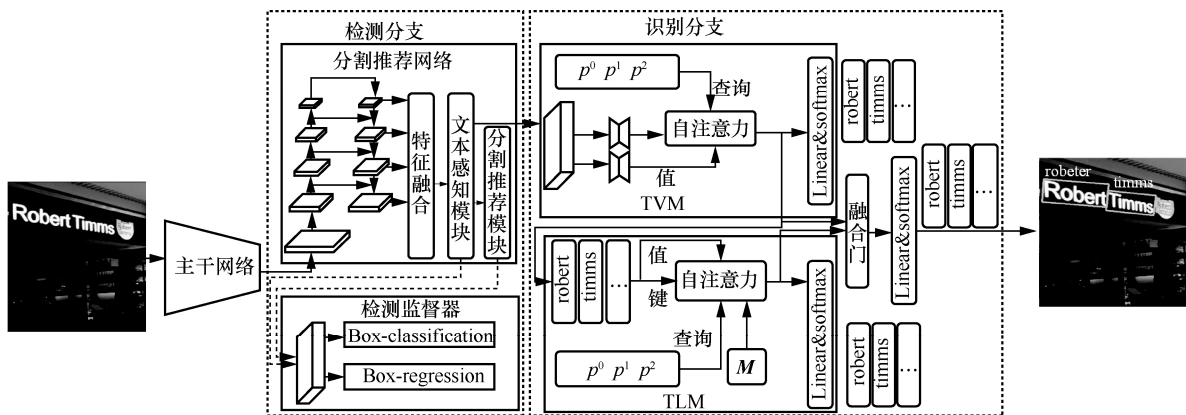 检测分支
分割推荐网络
特征融合
文本感知模块
分割推荐模块
主干网络
Robert Timms
检测监督器
Box-classification
Box-regression
识别分支
p⁰ p¹ p²
查询
自注意力
值
TVM
Linear&softmax
robert
timms
…
融合门
Linear&softmax
robert
timms
…
robert
timms
…
值
键
自注意力
查询
p⁰ p¹ p²
M
TLM
Linear&softmax
robert
timms
…
robeter
timms
Robert Timms